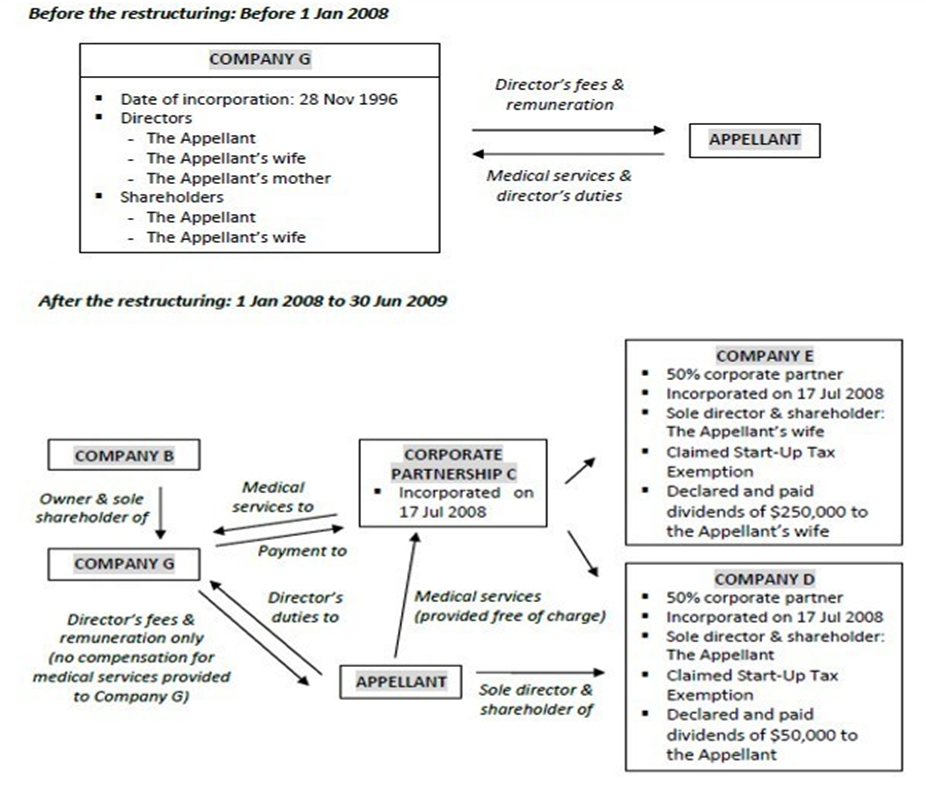 Before the restructuring: Before 1 Jan 2008
COMPANY G
▪ Date of incorporation: 28 Nov 1996
▪ Directors
- The Appellant
- The Appellant's wife
- The Appellant's mother
▪ Shareholders
- The Appellant
- The Appellant's wife
Director's fees &
remuneration
Medical services &
director's duties
APPELLANT
After the restructuring: 1 Jan 2008 to 30 Jun 2009
COMPANY B
Owner & sole
shareholder of
COMPANY G
Medical
services to
Payment to
CORPORATE
PARTNERSHIP C
▪ Incorporated on
17 Jul 2008
COMPANY E
▪ 50% corporate partner
▪ Incorporated on 17 Jul 2008
▪ Sole director & shareholder:
The Appellant's wife
▪ Claimed Start-Up Tax
Exemption
▪ Declared and paid
dividends of $250,000 to
the Appellant's wife
Director's fees &
remuneration only
(no compensation for
medical services provided
to Company G)
Director's
duties to
Medical services
(provided free of charge)
APPELLANT
Sole director &
shareholder of
COMPANY D
▪ 50% corporate partner
▪ Incorporated on 17 Jul 2008
▪ Sole director & shareholder:
The Appellant
▪ Claimed Start-Up Tax
Exemption
▪ Declared and paid
dividends of $50,000 to
the Appellant